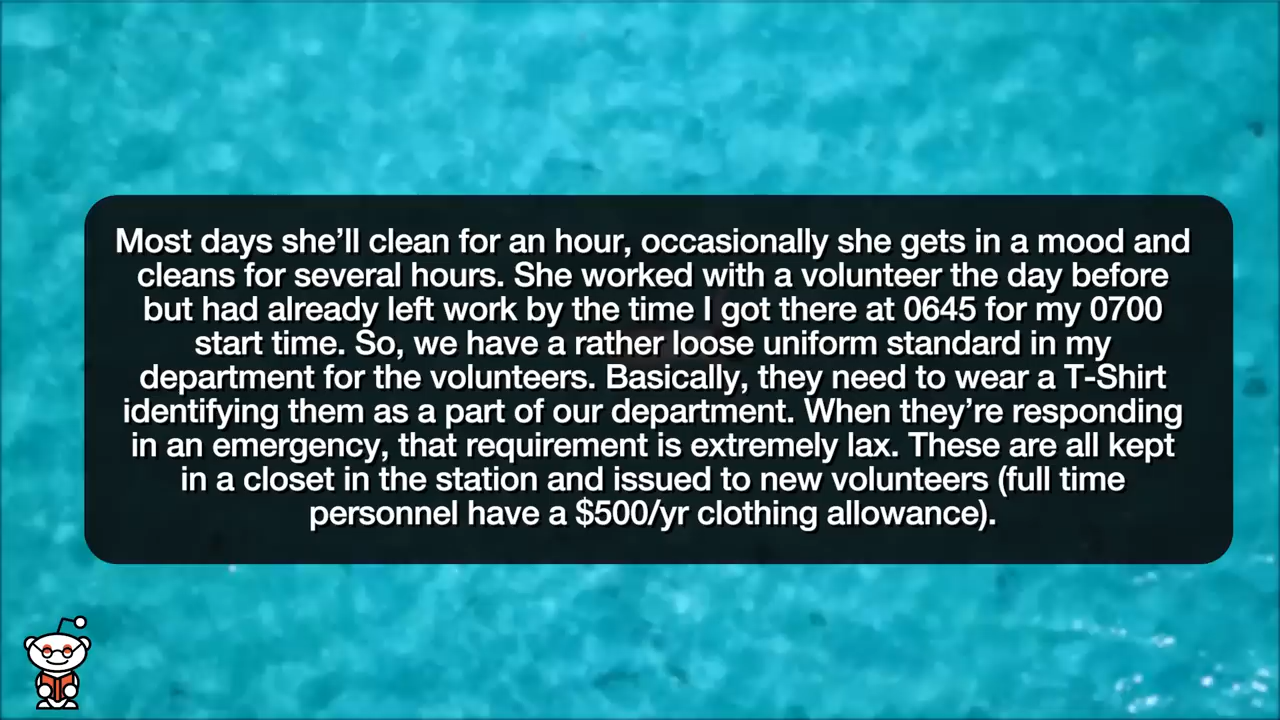 Most days she’ll clean for an hour, occasionally she gets in a mood and
cleans for several hours. She worked with a volunteer the day before
but had already left work by the time I got there at 0645 for my 0700
start time. So, we have a rather loose uniform standard in my
department for the volunteers. Basically, they need to wear a T-Shirt
identifying them as a part of our department. When they’re responding
in an emergency, that requirement is extremely lax. These are all kept
in a closet in the station and issued to new volunteers (full time
personnel have a $500/yr clothing allowance).